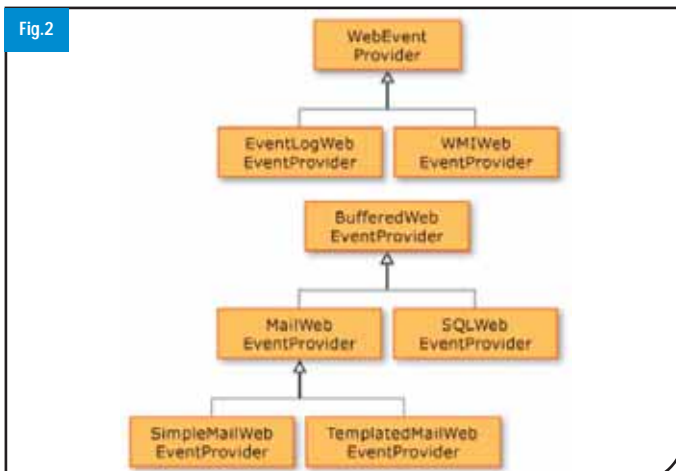 Fig.2
WebEvent
Provider
EventLogWeb
EventProvider
WMIWeb
EventProvider
BufferedWeb
EventProvider
MailWeb
EventProvider
SQLWeb
EventProvider
SimpleMailWeb
EventProvider
TemplatedMailWeb
EventProvider